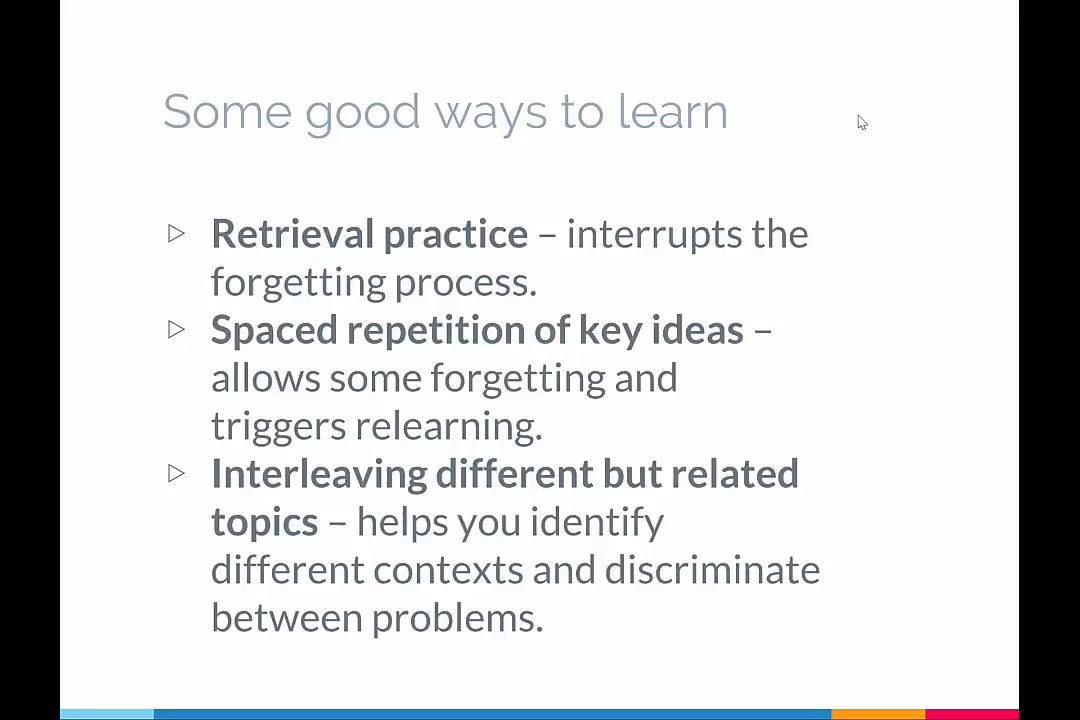 Some good ways to learn
Retrieval practice – interrupts the
forgetting process.
Spaced repetition of key ideas –
allows some forgetting and
triggers relearning.
Interleaving different but related
topics – helps you identify
different contexts and discriminate
between problems.